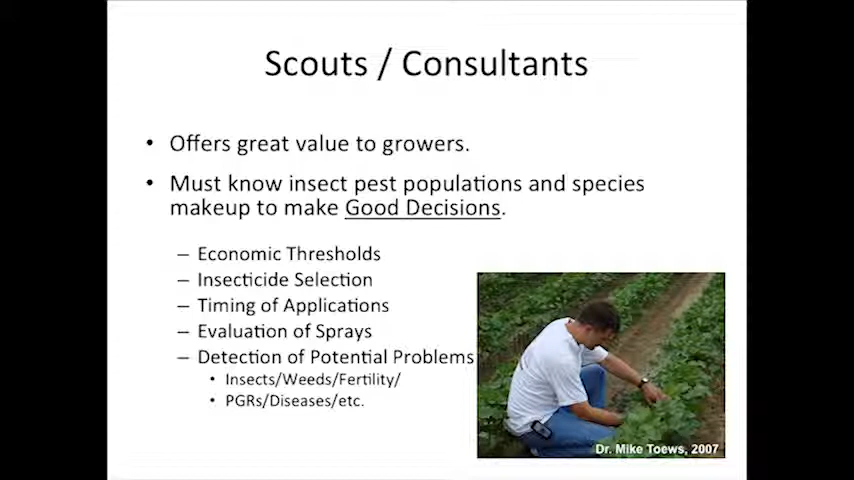 Scouts / Consultants
• Offers great value to growers.
• Must know insect pest populations and species
makeup to make Good Decisions.
– Economic Thresholds
– Insecticide Selection
– Timing of Applications
– Evaluation of Sprays
– Detection of Potential Problems
• Insects/Weeds/Fertility/
• PGRs/Diseases/etc.
Dr. Mike Toews, 2007